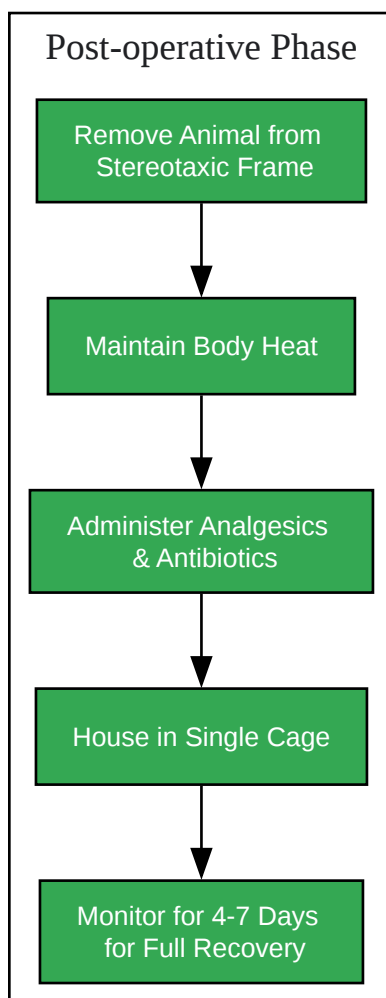 Post-operative Phase
Remove Animal from
Stereotaxic Frame
Maintain Body Heat
Administer Analgesics
& Antibiotics
House in Single Cage
Monitor for 4-7 Days
for Full Recovery